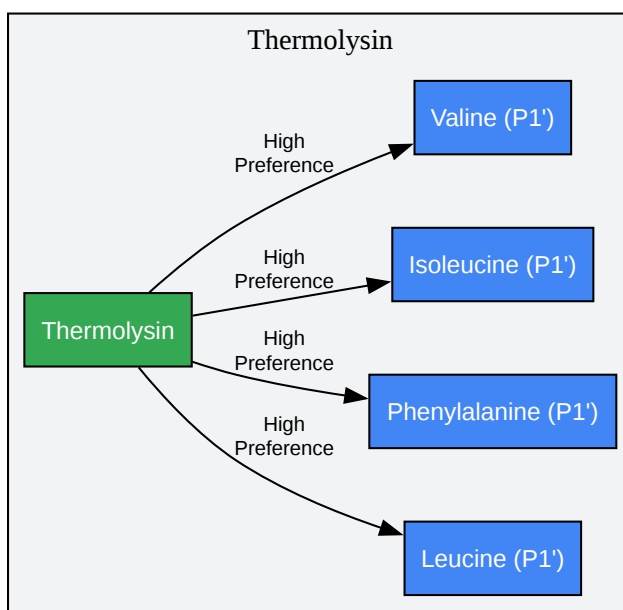 Thermolysin
Valine (P1')
High
Preference
High
Preference
Isoleucine (P1')
Thermolysin
High
Preference
Phenylalanine (P1')
High
Preference
Leucine (P1')